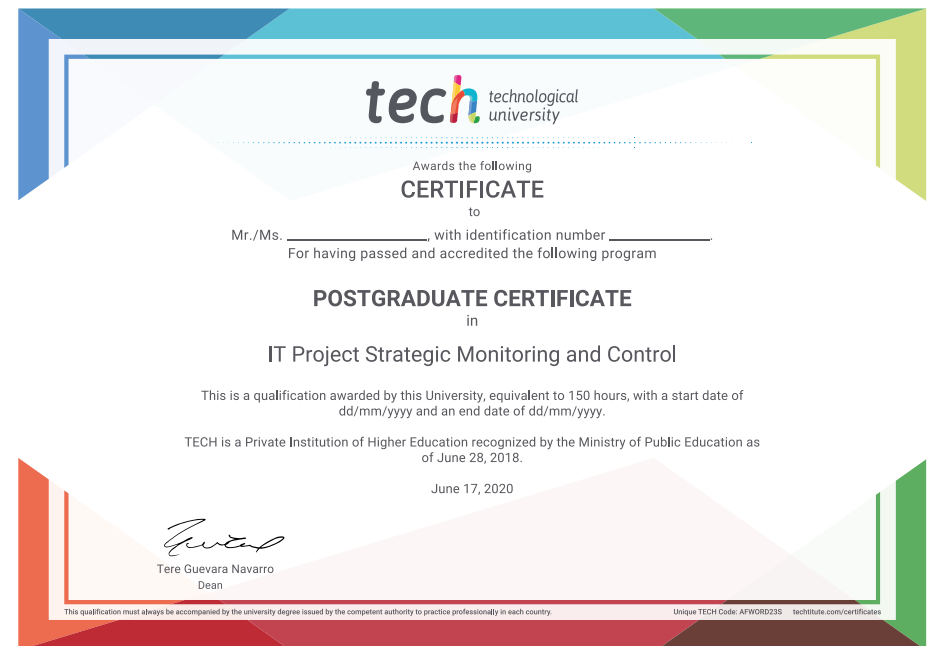 tech technological
university
Awards the following
CERTIFICATE
to
Mr./Ms. ____________________, with identification number ______________.
For having passed and accredited the following program
POSTGRADUATE CERTIFICATE
in
IT Project Strategic Monitoring and Control
This is a qualification awarded by this University, equivalent to 150 hours, with a start date of
dd/mm/yyyy and an end date of dd/mm/yyyy.
TECH is a Private Institution of Higher Education recognized by the Ministry of Public Education as
of June 28, 2018.
June 17, 2020
Tere Guevara Navarro
Dean
This qualification must always be accompanied by the university degree issued by the competent authority to practice professionally in each country.
Unique TECH Code: AFWORD23S techtitute.com/certificates